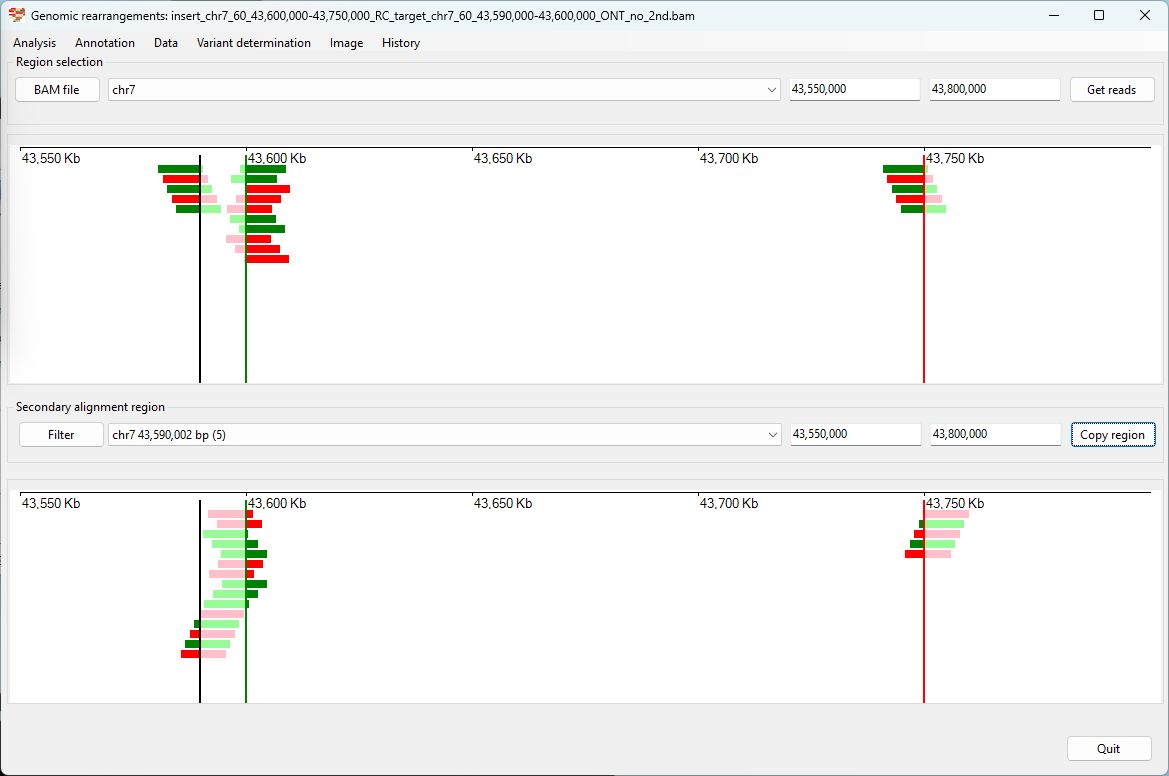 Genomic rearrangements: insert_chr7_60_43,600,000-43,750,000_RC_target_chr7_60_43,590,000-43,600,000_ONT_no_2nd.bam
Analysis Annotation Data Variant determination Image History
Region selection
BAM file chr7 43,550,000 43,800,000 Get reads
43,550 Kb 43,600 Kb 43,650 Kb 43,700 Kb 43,750 Kb
Secondary alignment region
Filter chr7 43,590,002 bp (5) 43,550,000 43,800,000 Copy region
43,550 Kb 43,600 Kb 43,650 Kb 43,700 Kb 43,750 Kb
Quit